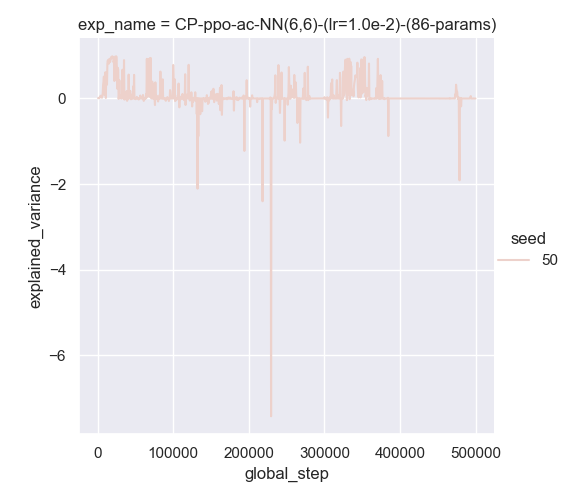 exp_name = CP-ppo-ac-NN(6,6)-(lr=1.0e-2)-(86-params)
0
−2
−4
−6
explained_variance
seed
50
0
100000
200000
300000
400000
500000
global_step